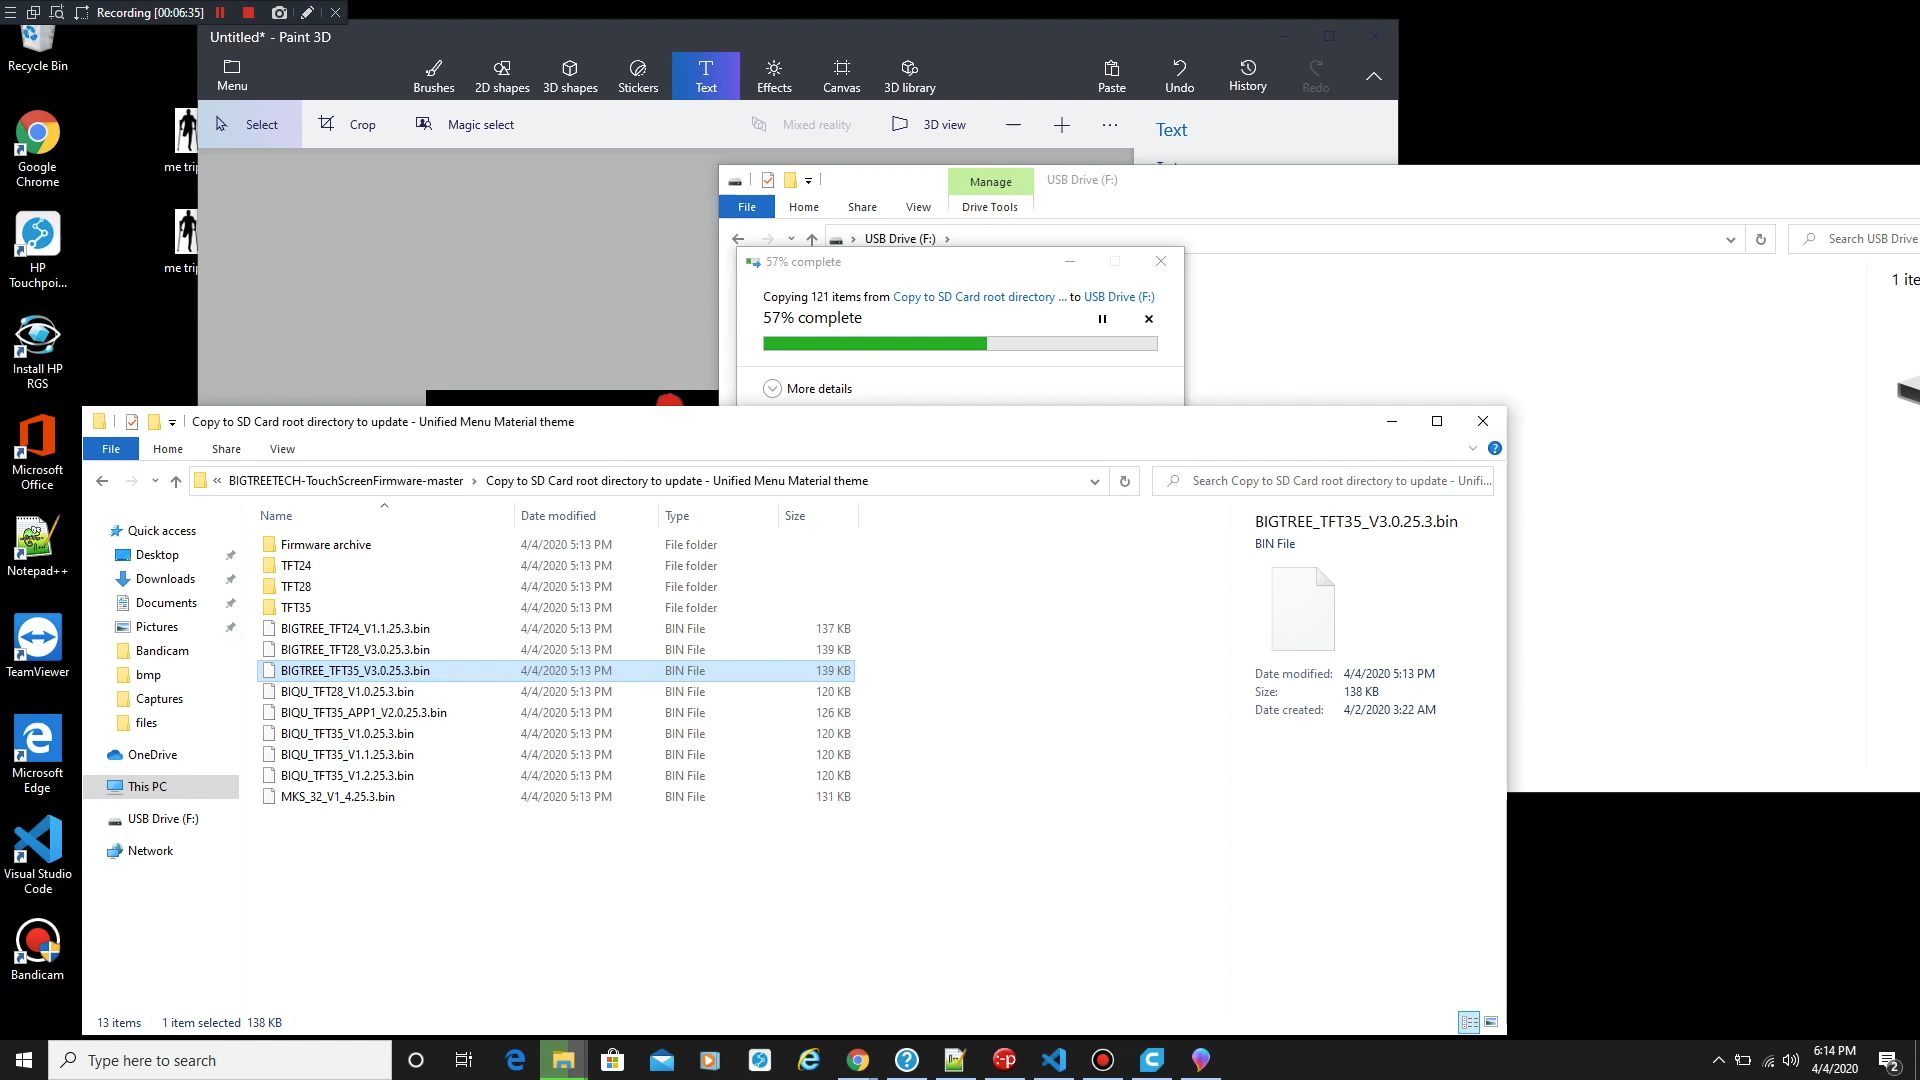 Recording [00:06:35]
Untitled* - Paint 3D
Menu
Brushes
2D shapes
3D shapes
Stickers
Text
Effects
Canvas
3D library
Paste
Undo
History
Redo
Select
Crop
Magic select
Mixed reality
3D view
Text
Recycle Bin
Google Chrome
HP Touchpoi...
Install HP RGS
Microsoft Office
Notepad++
TeamViewer
Microsoft Edge
Visual Studio Code
Bandicam
me trip
me trip
Manage
USB Drive (F:)
File
Home
Share
View
Drive Tools
USB Drive (F:)
Search USB Drive
57% complete
Copying 121 items from Copy to SD Card root directory ... to USB Drive (F:)
57% complete
More details
Copy to SD Card root directory to update - Unified Menu Material theme
File
Home
Share
View
« BIGTREETECH-TouchScreenFirmware-master › Copy to SD Card root directory to update - Unified Menu Material theme
Search Copy to SD Card root directory to update - Unifi...
Quick access
Desktop
Downloads
Documents
Pictures
Bandicam
bmp
Captures
files
OneDrive
This PC
USB Drive (F:)
Network
Name Date modified Type Size
Firmware archive 4/4/2020 5:13 PM File folder
TFT24 4/4/2020 5:13 PM File folder
TFT28 4/4/2020 5:13 PM File folder
TFT35 4/4/2020 5:13 PM File folder
BIGTREE_TFT24_V1.1.25.3.bin 4/4/2020 5:13 PM BIN File 137 KB
BIGTREE_TFT28_V3.0.25.3.bin 4/4/2020 5:13 PM BIN File 139 KB
BIGTREE_TFT35_V3.0.25.3.bin 4/4/2020 5:13 PM BIN File 139 KB
BIQU_TFT28_V1.0.25.3.bin 4/4/2020 5:13 PM BIN File 120 KB
BIQU_TFT35_APP1_V2.0.25.3.bin 4/4/2020 5:13 PM BIN File 126 KB
BIQU_TFT35_V1.0.25.3.bin 4/4/2020 5:13 PM BIN File 120 KB
BIQU_TFT35_V1.1.25.3.bin 4/4/2020 5:13 PM BIN File 120 KB
BIQU_TFT35_V1.2.25.3.bin 4/4/2020 5:13 PM BIN File 120 KB
MKS_32_V1_4.25.3.bin 4/4/2020 5:13 PM BIN File 131 KB
BIGTREE_TFT35_V3.0.25.3.bin
BIN File
Date modified: 4/4/2020 5:13 PM
Size: 138 KB
Date created: 4/2/2020 3:22 AM
13 items 1 item selected 138 KB
Type here to search
6:14 PM
4/4/2020
2